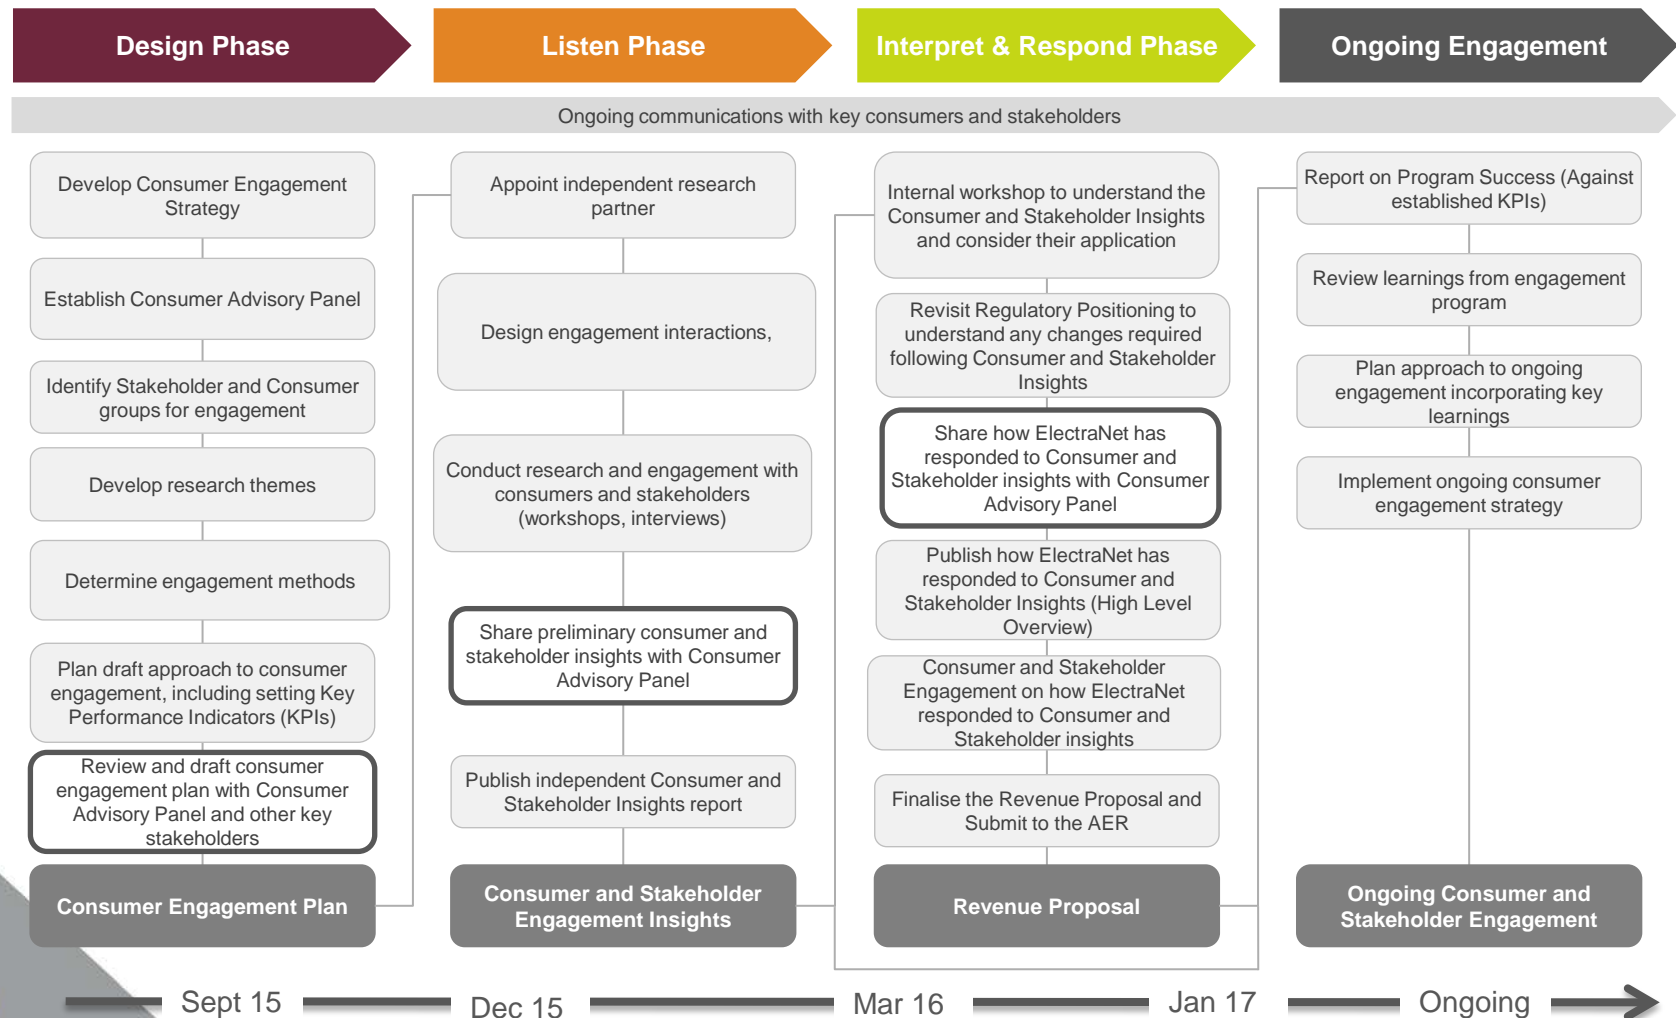 Design Phase
Listen Phase
Interpret & Respond Phase
Ongoing Engagement
Ongoing communications with key consumers and stakeholders
Develop Consumer Engagement
Strategy
Establish Consumer Advisory Panel
Identify Stakeholder and Consumer
groups for engagement
Develop research themes
Determine engagement methods
Plan draft approach to consumer
engagement, including setting Key
Performance Indicators (KPIs)
Review and draft consumer
engagement plan with Consumer
Advisory Panel and other key
stakeholders
Consumer Engagement Plan
Appoint independent research
partner
Design engagement interactions,
Conduct research and engagement with
consumers and stakeholders
(workshops, interviews)
Share preliminary consumer and
stakeholder insights with Consumer
Advisory Panel
Publish independent Consumer and
Stakeholder Insights report
Consumer and Stakeholder
Engagement Insights
Internal workshop to understand the
Consumer and Stakeholder Insights
and consider their application
Revisit Regulatory Positioning to
understand any changes required
following Consumer and Stakeholder
Insights
Share how ElectraNet has
responded to Consumer and
Stakeholder insights with Consumer
Advisory Panel
Publish how ElectraNet has
responded to Consumer and
Stakeholder Insights (High Level
Overview)
Consumer and Stakeholder
Engagement on how ElectraNet
responded to Consumer and
Stakeholder insights
Finalise the Revenue Proposal and
Submit to the AER
Revenue Proposal
Report on Program Success (Against
established KPIs)
Review learnings from engagement
program
Plan approach to ongoing
engagement incorporating key
learnings
Implement ongoing consumer
engagement strategy
Ongoing Consumer and
Stakeholder Engagement
Sept 15
Dec 15
Mar 16
Jan 17
Ongoing